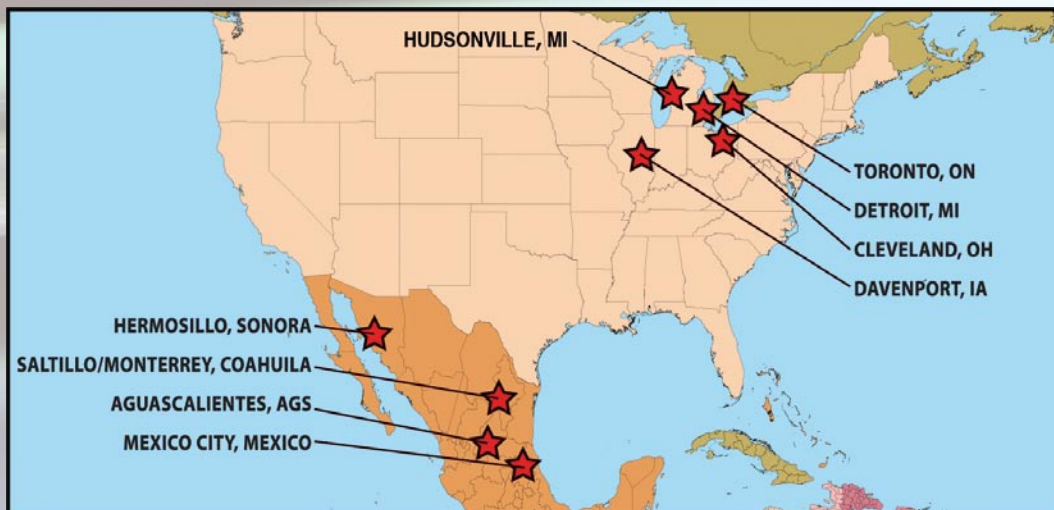 HUDSONVILLE, MI
TORONTO, ON
DETROIT, MI
CLEVELAND, OH
DAVENPORT, IA
HERMOSILLO, SONORA
SALTILLO/MONTERREY, COAHUILA
AGUASCALIENTES, AGS
MEXICO CITY, MEXICO